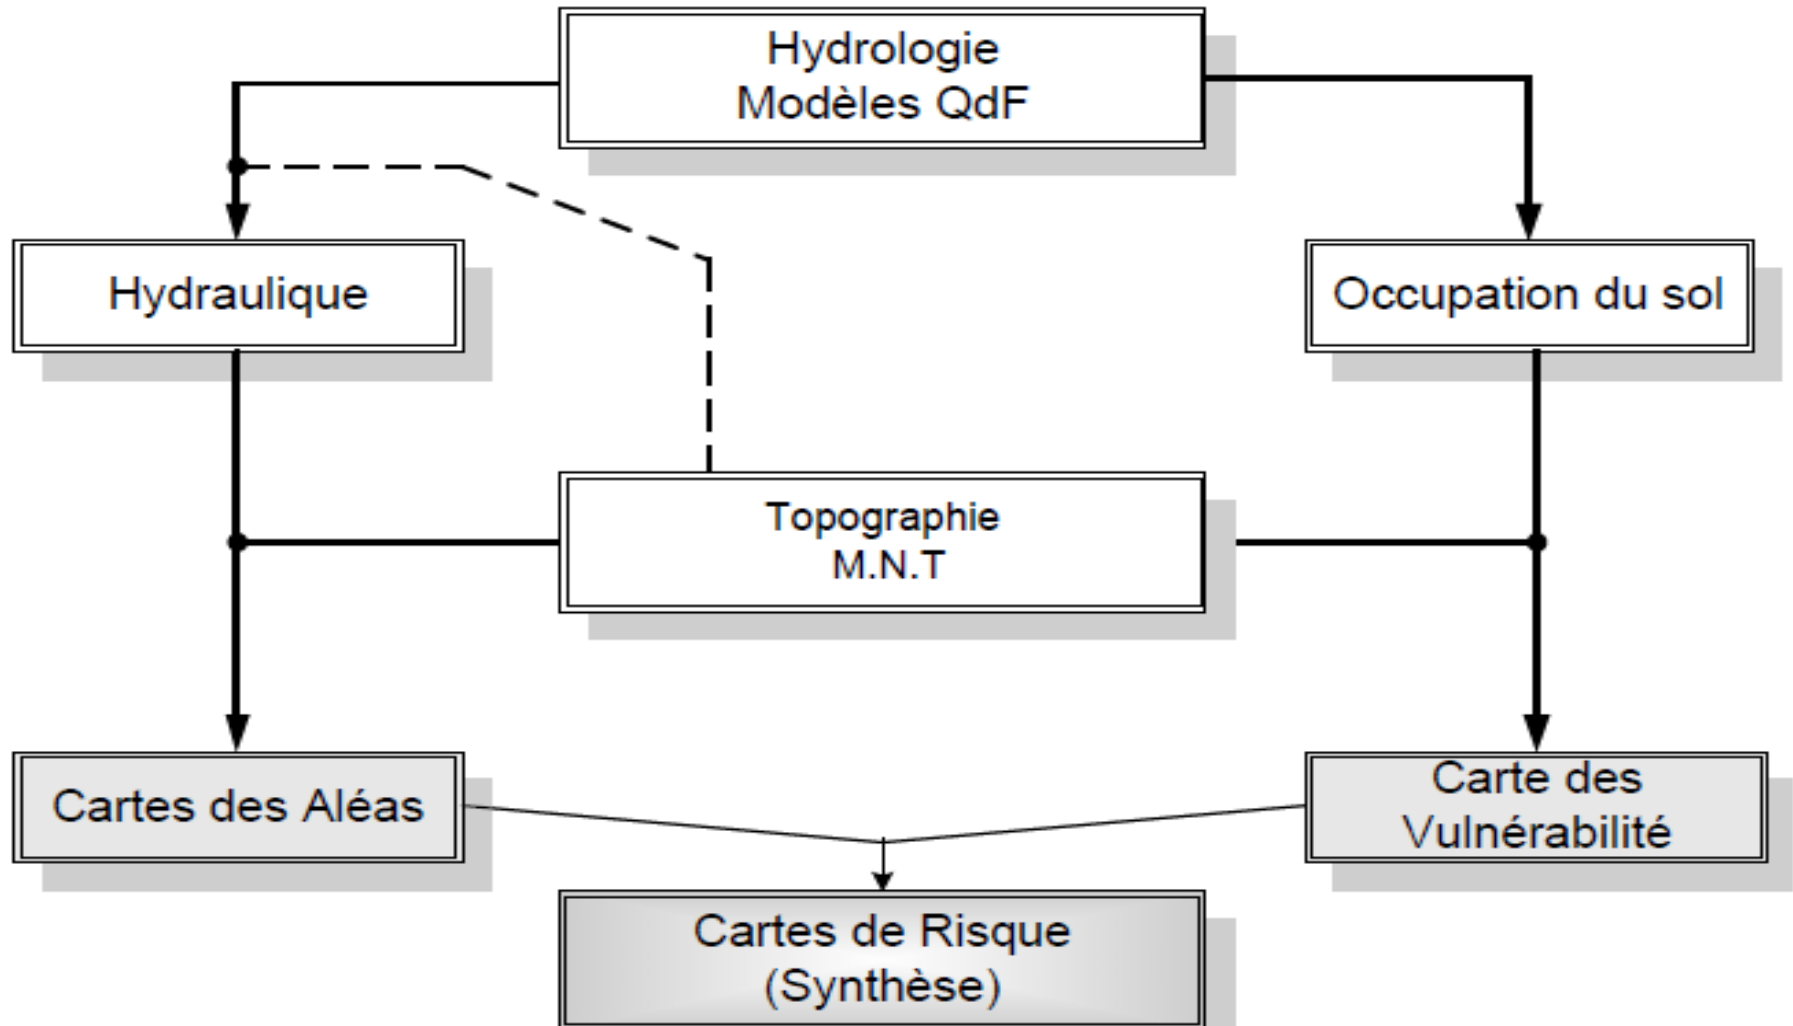 Hydrologie
Modèles QdF
Hydraulique
Occupation du sol
Topographie
M.N.T
Cartes des Aléas
Carte des
Vulnérabilité
Cartes de Risque
(Synthèse)